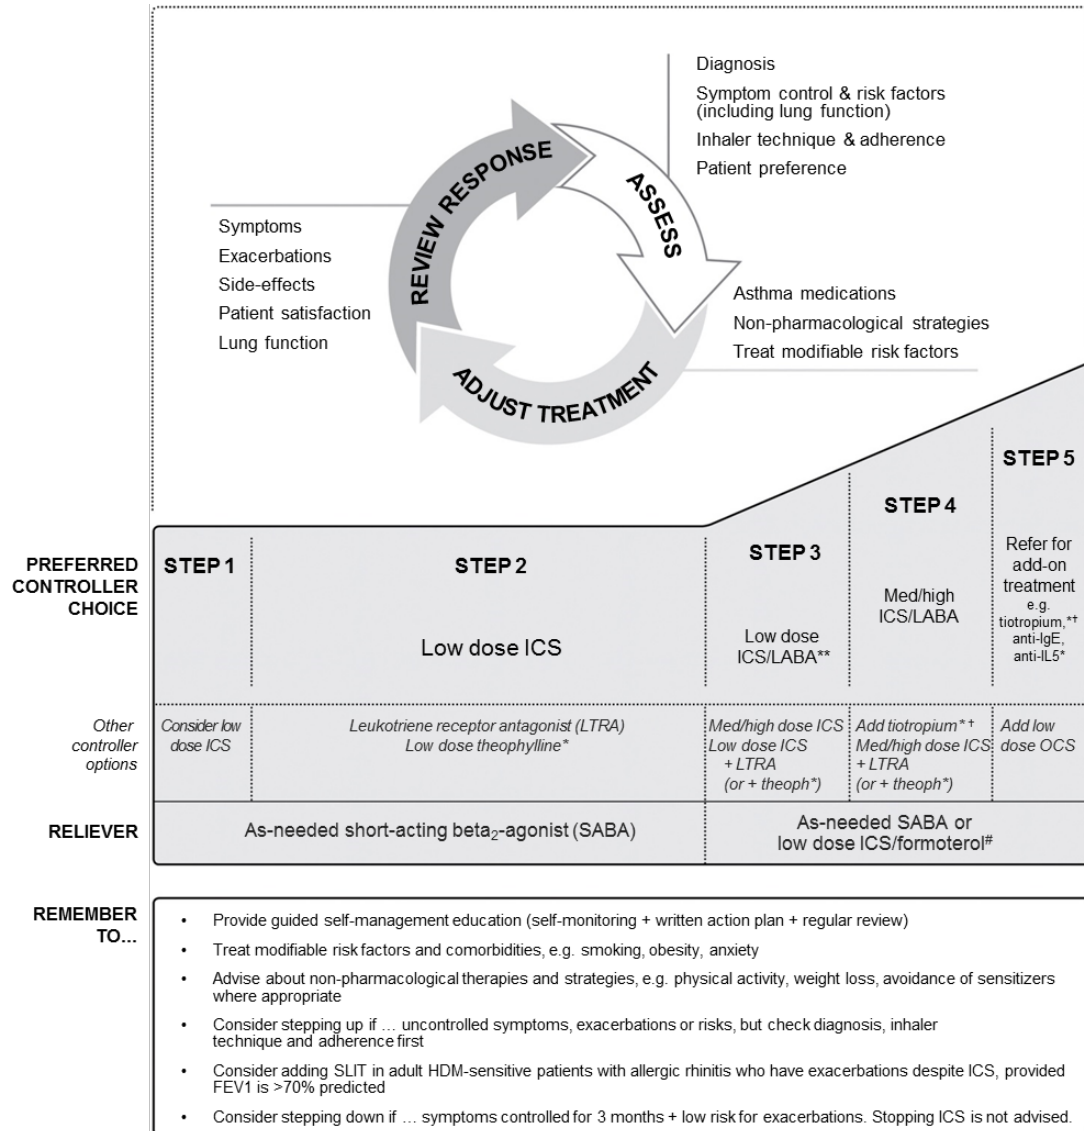 Diagnosis
Symptom control & risk factors
(including lung function)
Inhaler technique & adherence
Patient preference
REVIEW RESPONSE
ASSESS
ADJUST TREATMENT
Symptoms
Exacerbations
Side-effects
Patient satisfaction
Lung function
Asthma medications
Non-pharmacological strategies
Treat modifiable risk factors
PREFERRED
CONTROLLER
CHOICE
STEP 1
STEP 2
Low dose ICS
STEP 3
Low dose
ICS/LABA**
STEP 4
Med/high
ICS/LABA
STEP 5
Refer for
add-on
treatment
e.g.
tiotropium,*†
anti-IgE,
anti-IL5*
Other
controller
options
Consider low
dose ICS
Leukotriene receptor antagonist (LTRA)
Low dose theophylline*
Med/high dose ICS
Low dose ICS
+ LTRA
(or + theoph*)
Add tiotropium*†
Med/high dose ICS
+ LTRA
(or + theoph*)
Add low
dose OCS
RELIEVER
As-needed short-acting beta2-agonist (SABA)
As-needed SABA or
low dose ICS/formoterol#
REMEMBER
TO...
• Provide guided self-management education (self-monitoring + written action plan + regular review)
• Treat modifiable risk factors and comorbidities, e.g. smoking, obesity, anxiety
• Advise about non-pharmacological therapies and strategies, e.g. physical activity, weight loss, avoidance of sensitizers
where appropriate
• Consider stepping up if … uncontrolled symptoms, exacerbations or risks, but check diagnosis, inhaler
technique and adherence first
• Consider adding SLIT in adult HDM-sensitive patients with allergic rhinitis who have exacerbations despite ICS, provided
FEV1 is >70% predicted
• Consider stepping down if … symptoms controlled for 3 months + low risk for exacerbations. Stopping ICS is not advised.